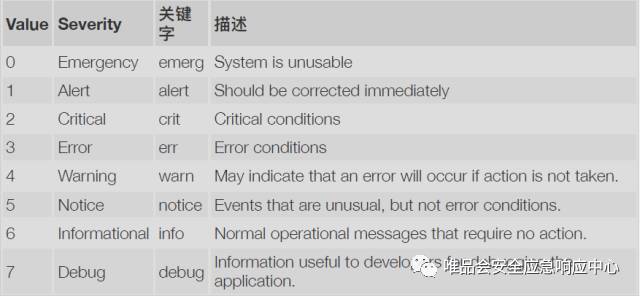 Value Severity 关键字 描述
0 Emergency emerg System is unusable
1 Alert alert Should be corrected immediately
2 Critical crit Critical conditions
3 Error err Error conditions
4 Warning warn May indicate that an error will occur if action is not taken.
5 Notice notice Events that are unusual, but not error conditions.
6 Informational info Normal operational messages that require no action.
7 Debug debug Information useful to developers
application.
唯品会安全应急响应中心